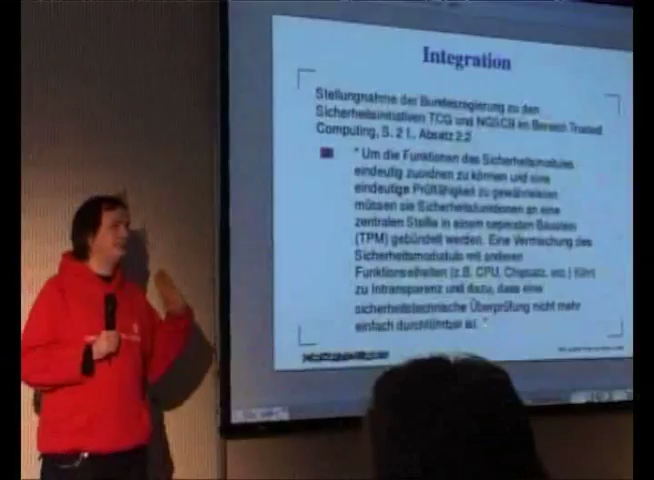 Integration
Stellungnahme der Bundesregierung zu den
Sicherheitsinitiativen TCG und NGSCB im Bereich Trusted
Computing, S. 2 f., Absatz 2.2
" Um die Funktionen des Sicherheitsmodules
eindeutig zuordnen zu können und eine
eindeutige Prüffähigkeit zu gewährleisten
müssen sie Sicherheitsfunktionen an eine
zentralen Stelle in einem separaten Baustein
(TPM) gebündelt werden. Eine Vermischung des
Sicherheitsmoduls mit anderen
Funktionseiheiten (z.B. CPU, Chipsatz, etc.) führt
zu Intransparenz und dazu, dass eine
sicherheitstechnische Überprüfung nicht mehr
einfach durchführbar ist. "